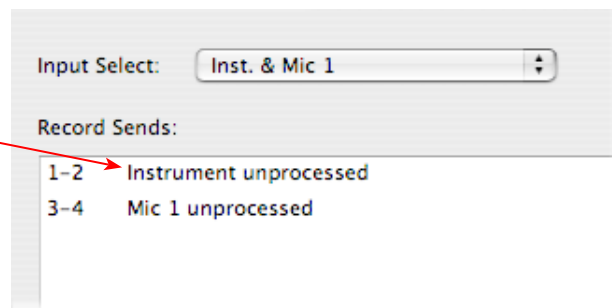 Input Select: Inst. & Mic 1
Record Sends:
1-2 Instrument unprocessed
3-4 Mic 1 unprocessed